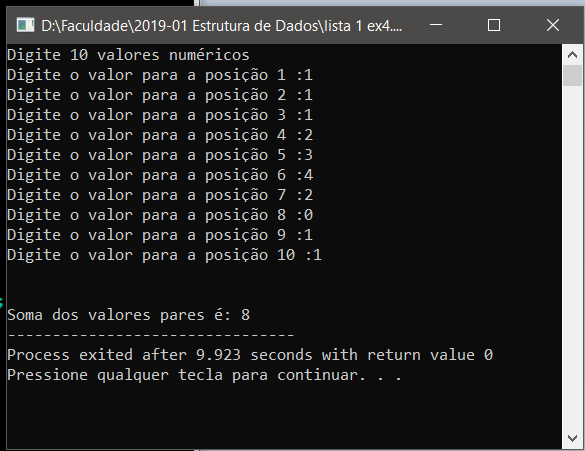 D:\Faculdade\2019-01 Estrutura de Dados\lista 1 ex4....
Digite 10 valores numéricos
Digite o valor para a posição 1 :1
Digite o valor para a posição 2 :1
Digite o valor para a posição 3 :1
Digite o valor para a posição 4 :2
Digite o valor para a posição 5 :3
Digite o valor para a posição 6 :4
Digite o valor para a posição 7 :2
Digite o valor para a posição 8 :0
Digite o valor para a posição 9 :1
Digite o valor para a posição 10 :1
Soma dos valores pares é: 8
--------------------------------
Process exited after 9.923 seconds with return value 0
Pressione qualquer tecla para continuar. . .